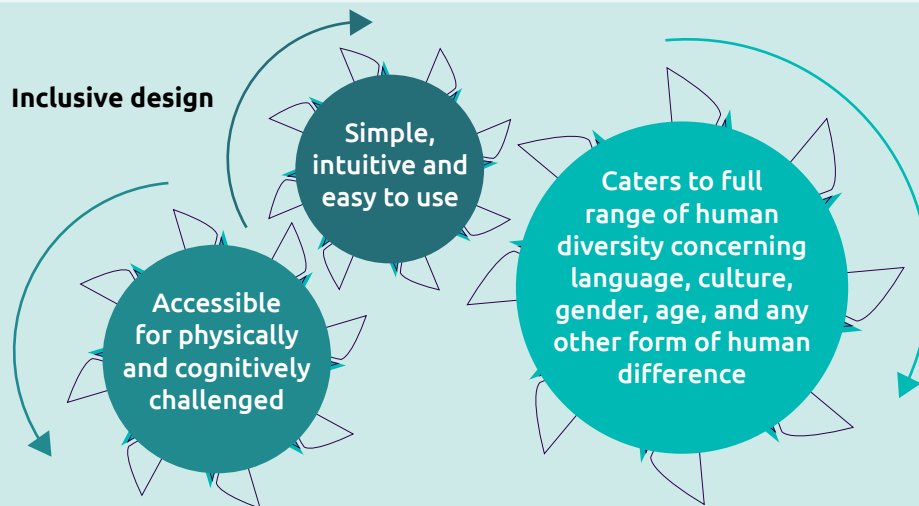 Inclusive design
Simple,
intuitive and
easy to use
Accessible
for physically
and cognitively
challenged
Caters to full
range of human
diversity concerning
language, culture,
gender, age, and any
other form of human
difference